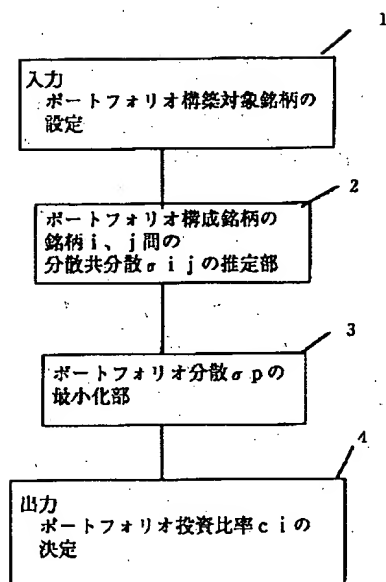 1
入力
ポートフォリオ構築対象銘柄の
設定
2
ポートフォリオ構成銘柄の
銘柄i、j間の
分散共分散σijの推定部
3
ポートフォリオ分散σpの
最小化部
4
出力
ポートフォリオ投資比率ciの
決定